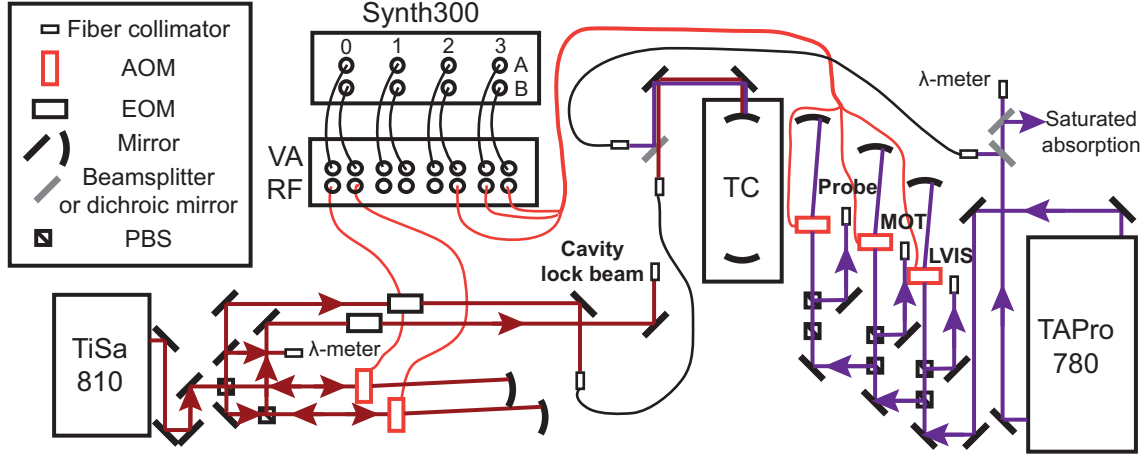 Fiber collimator
AOM
EOM
Mirror
Beamsplitter
or dichroic mirror
PBS
Synth300
0 1 2 3
A
B
VA
RF
TC
λ-meter
Saturated
absorption
Probe
MOT
LVIS
Cavity
lock beam
TiSa
810
λ-meter
TAPro
780